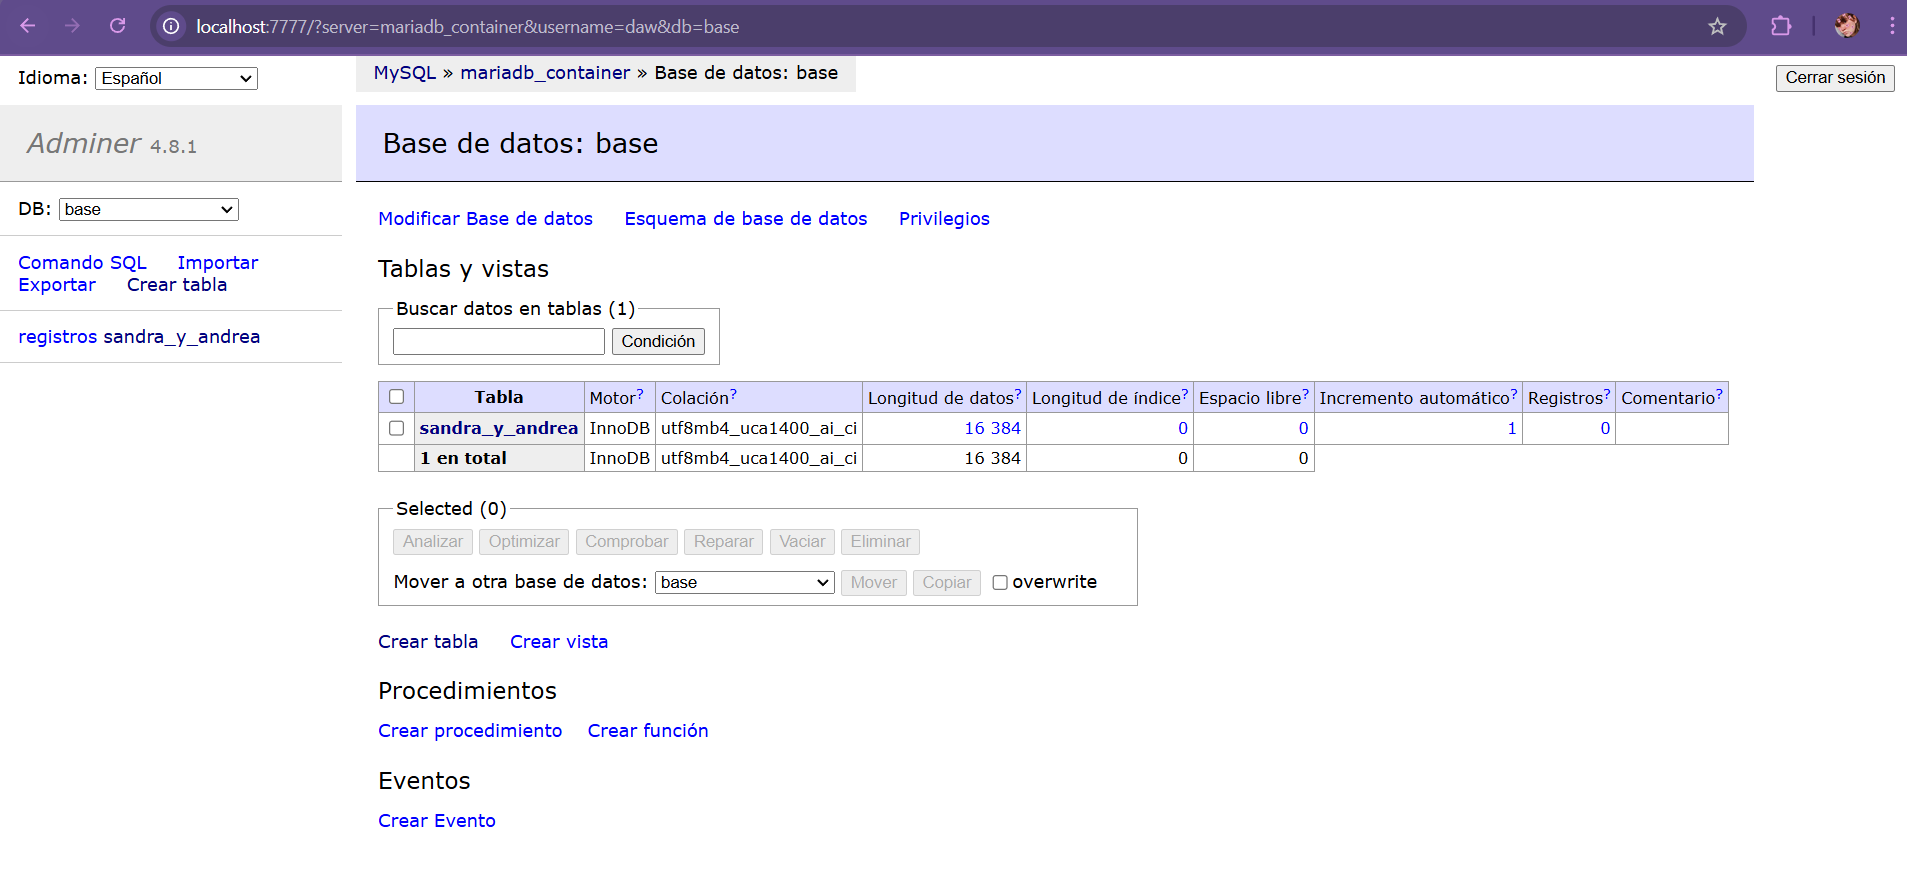 localhost:7777/?server=mariadb_container&username=daw&db=base
Idioma: Español
MySQL » mariadb_container » Base de datos: base
Cerrar sesión
Adminer 4.8.1
Base de datos: base
DB: base
Modificar Base de datos Esquema de base de datos Privilegios
Comando SQL Importar
Exportar Crear tabla
registros sandra_y_andrea
Tablas y vistas
Buscar datos en tablas (1)
Condición
Tabla Motor? Colación? Longitud de datos? Longitud de índice? Espacio libre? Incremento automático? Registros? Comentario?
sandra_y_andrea InnoDB utf8mb4_uca1400_ai_ci 16 384 0 0 1 0
1 en total InnoDB utf8mb4_uca1400_ai_ci 16 384 0 0
Selected (0)
Analizar Optimizar Comprobar Reparar Vaciar Eliminar
Mover a otra base de datos: base Mover Copiar overwrite
Crear tabla Crear vista
Procedimientos
Crear procedimiento Crear función
Eventos
Crear Evento